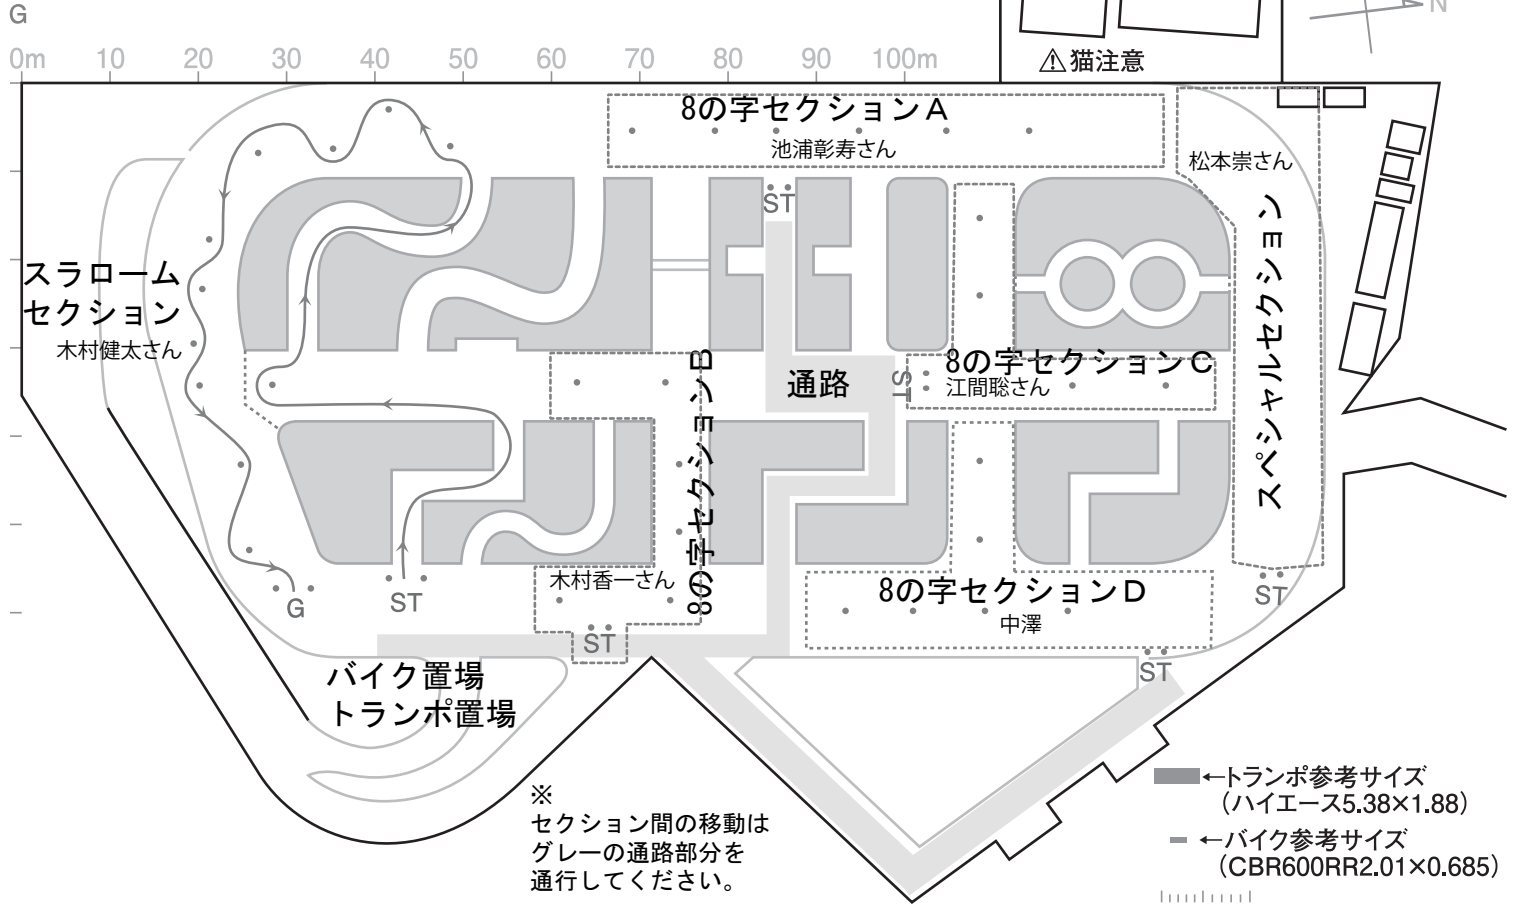 G
N
0m 10 20 30 40 50 60 70 80 90 100m
⚠猫注意
8の字セクションA
池浦彰寿さん
松本崇さん
ST
スペシャルセクション
スラローム
セクション
木村健太さん
8の字セクションB
通路
ST
8の字セクションC
江間聡さん
木村香一さん
8の字セクションD
中澤
G
ST
ST
ST
ST
バイク置場
トランポ置場
※
セクション間の移動は
グレーの通路部分を
通行してください。
←トランポ参考サイズ
(ハイエース5.38×1.88)
←バイク参考サイズ
(CBR600RR2.01×0.685)